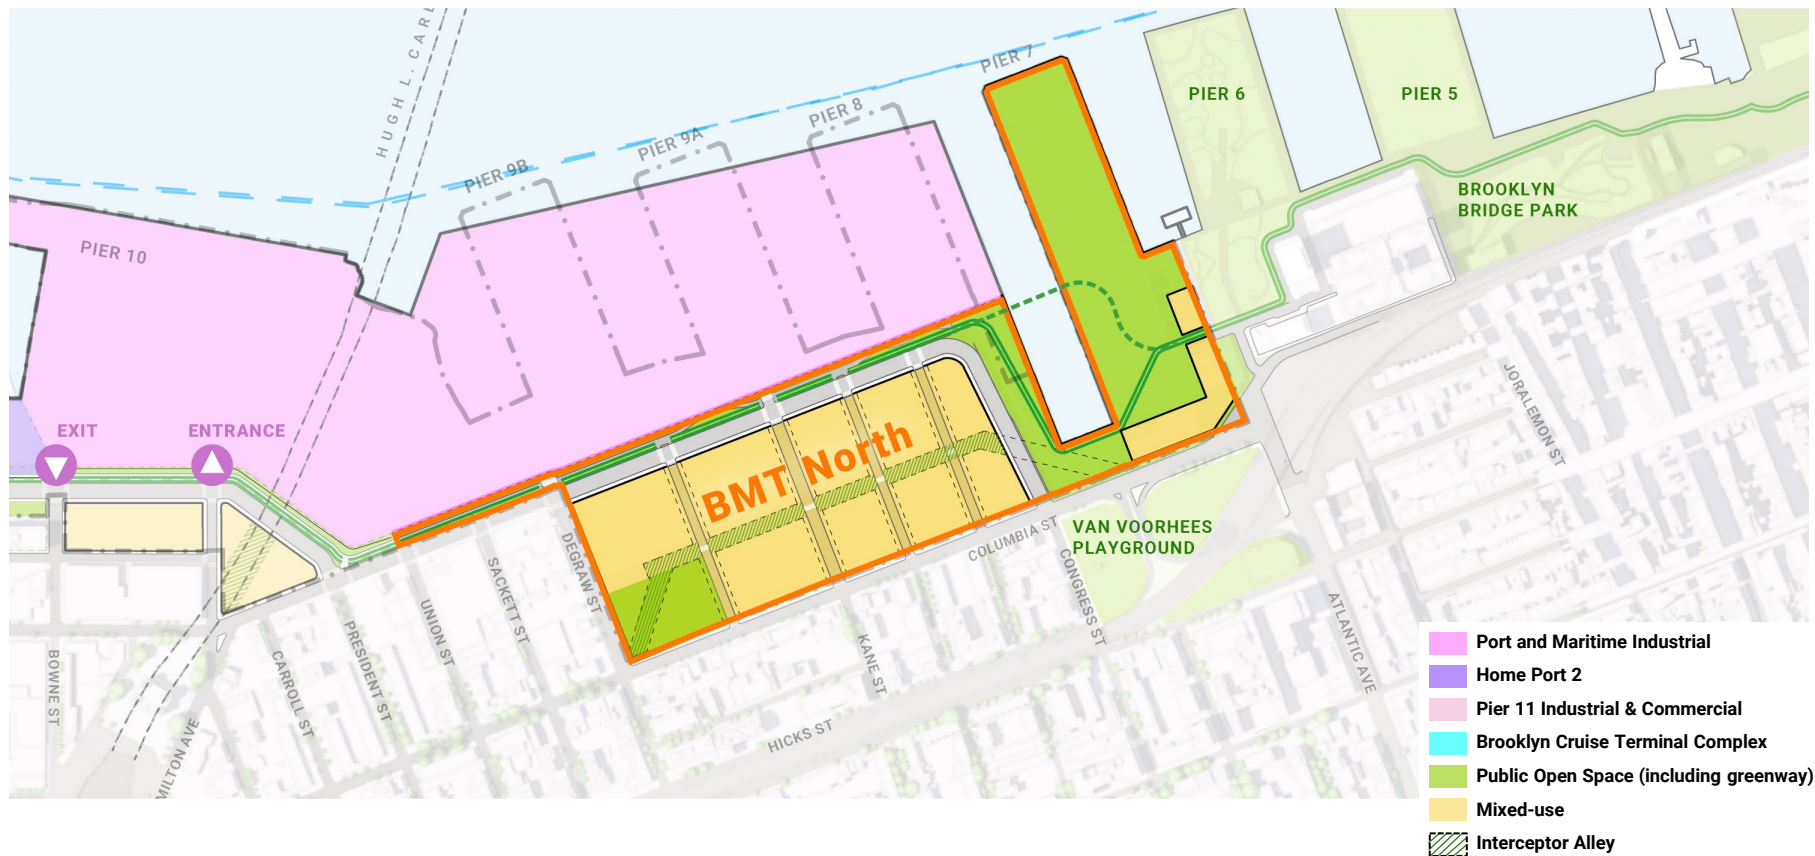 HUGH L. CARE
PIER 7
PIER 8
PIER 9A
PIER 9B
PIER 10
PIER 6
PIER 5
BROOKLYN
BRIDGE PARK
EXIT
ENTRANCE
BMT North
VAN VOORHEES
PLAYGROUND
COLUMBIA ST
CONGRESS ST
JORALEMON ST
ATLANTIC AVE
DEGRAW ST
SACKETT ST
UNION ST
PRESIDENT ST
CARROLL ST
KANE ST
HICKS ST
BOWNE ST
MILTON AVE
Port and Maritime Industrial
Home Port 2
Pier 11 Industrial & Commercial
Brooklyn Cruise Terminal Complex
Public Open Space (including greenway)
Mixed-use
Interceptor Alley